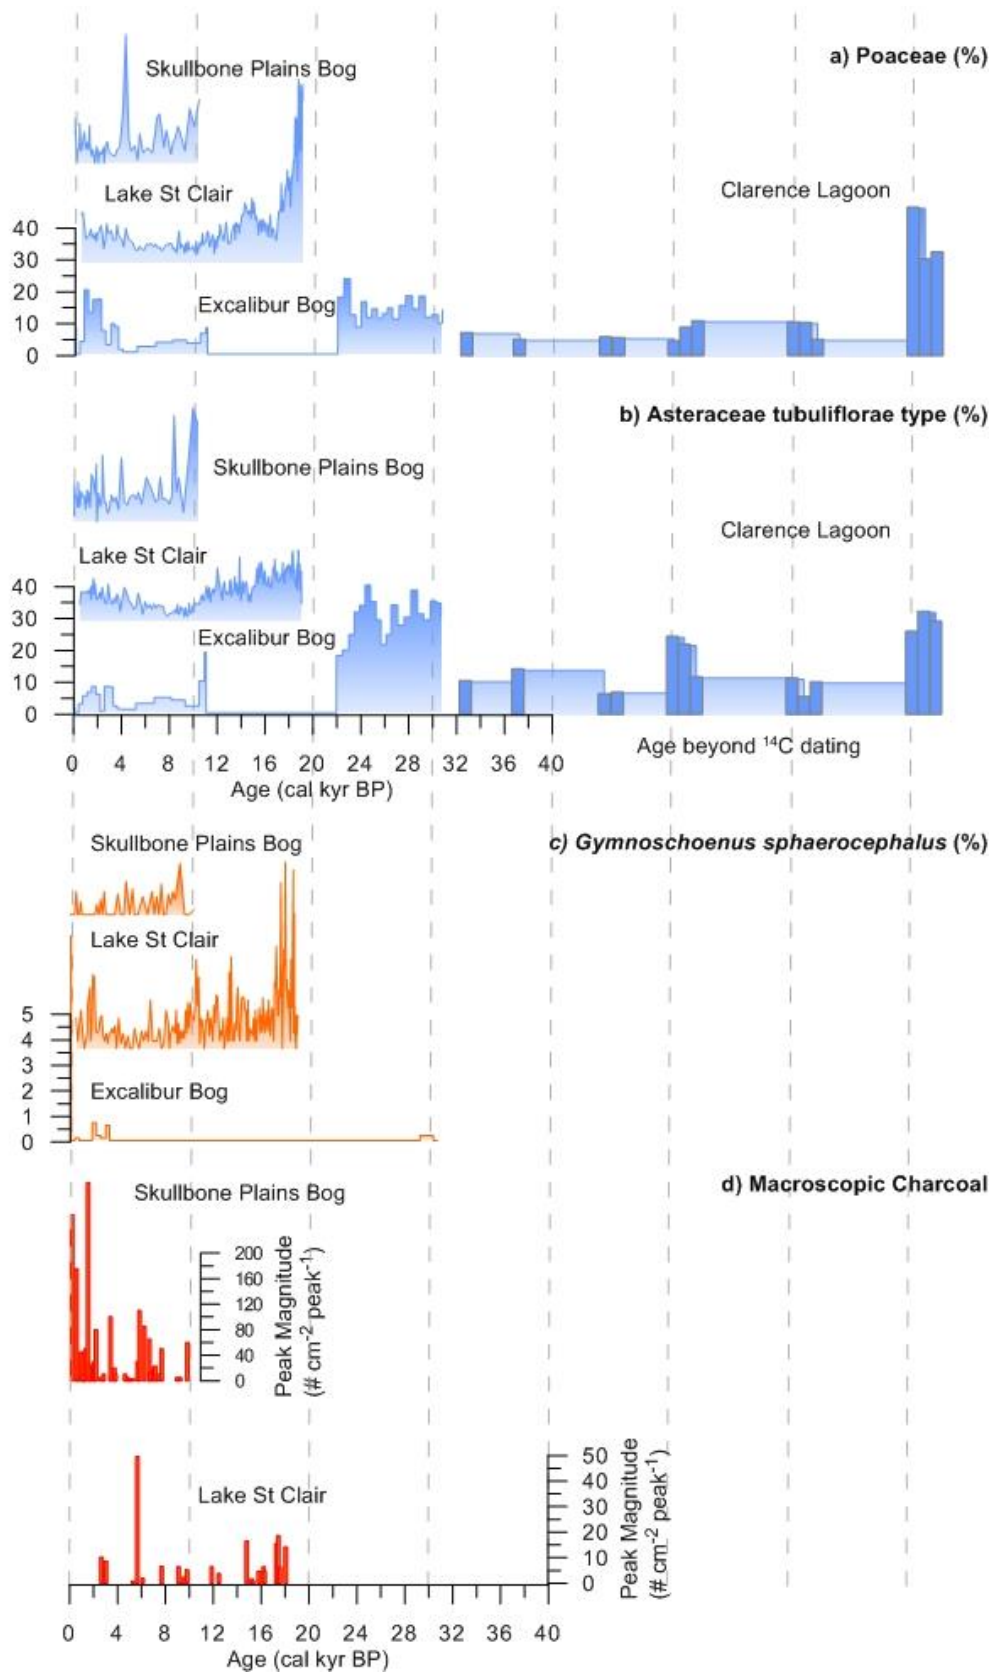 a) Poaceae (%)
Skullbone Plains Bog
Lake St Clair
Clarence Lagoon
Excalibur Bog
40
30
20
10
0
b) Asteraceae tubuliflorae type (%)
Skullbone Plains Bog
Clarence Lagoon
Lake St Clair
Excalibur Bog
40
30
20
10
0
Age beyond ¹⁴C dating
0 4 8 12 16 20 24 28 32 36 40
Age (cal kyr BP)
c) Gymnoschoenus sphaerocephalus (%)
Skullbone Plains Bog
Lake St Clair
Excalibur Bog
5
4
3
2
1
0
d) Macroscopic Charcoal
Skullbone Plains Bog
200
160
120
80
40
0
Peak Magnitude
(# cm⁻² peak⁻¹)
Lake St Clair
50
40
30
20
10
0
Peak Magnitude
(# cm⁻² peak⁻¹)
0 4 8 12 16 20 24 28 32 36 40
Age (cal kyr BP)